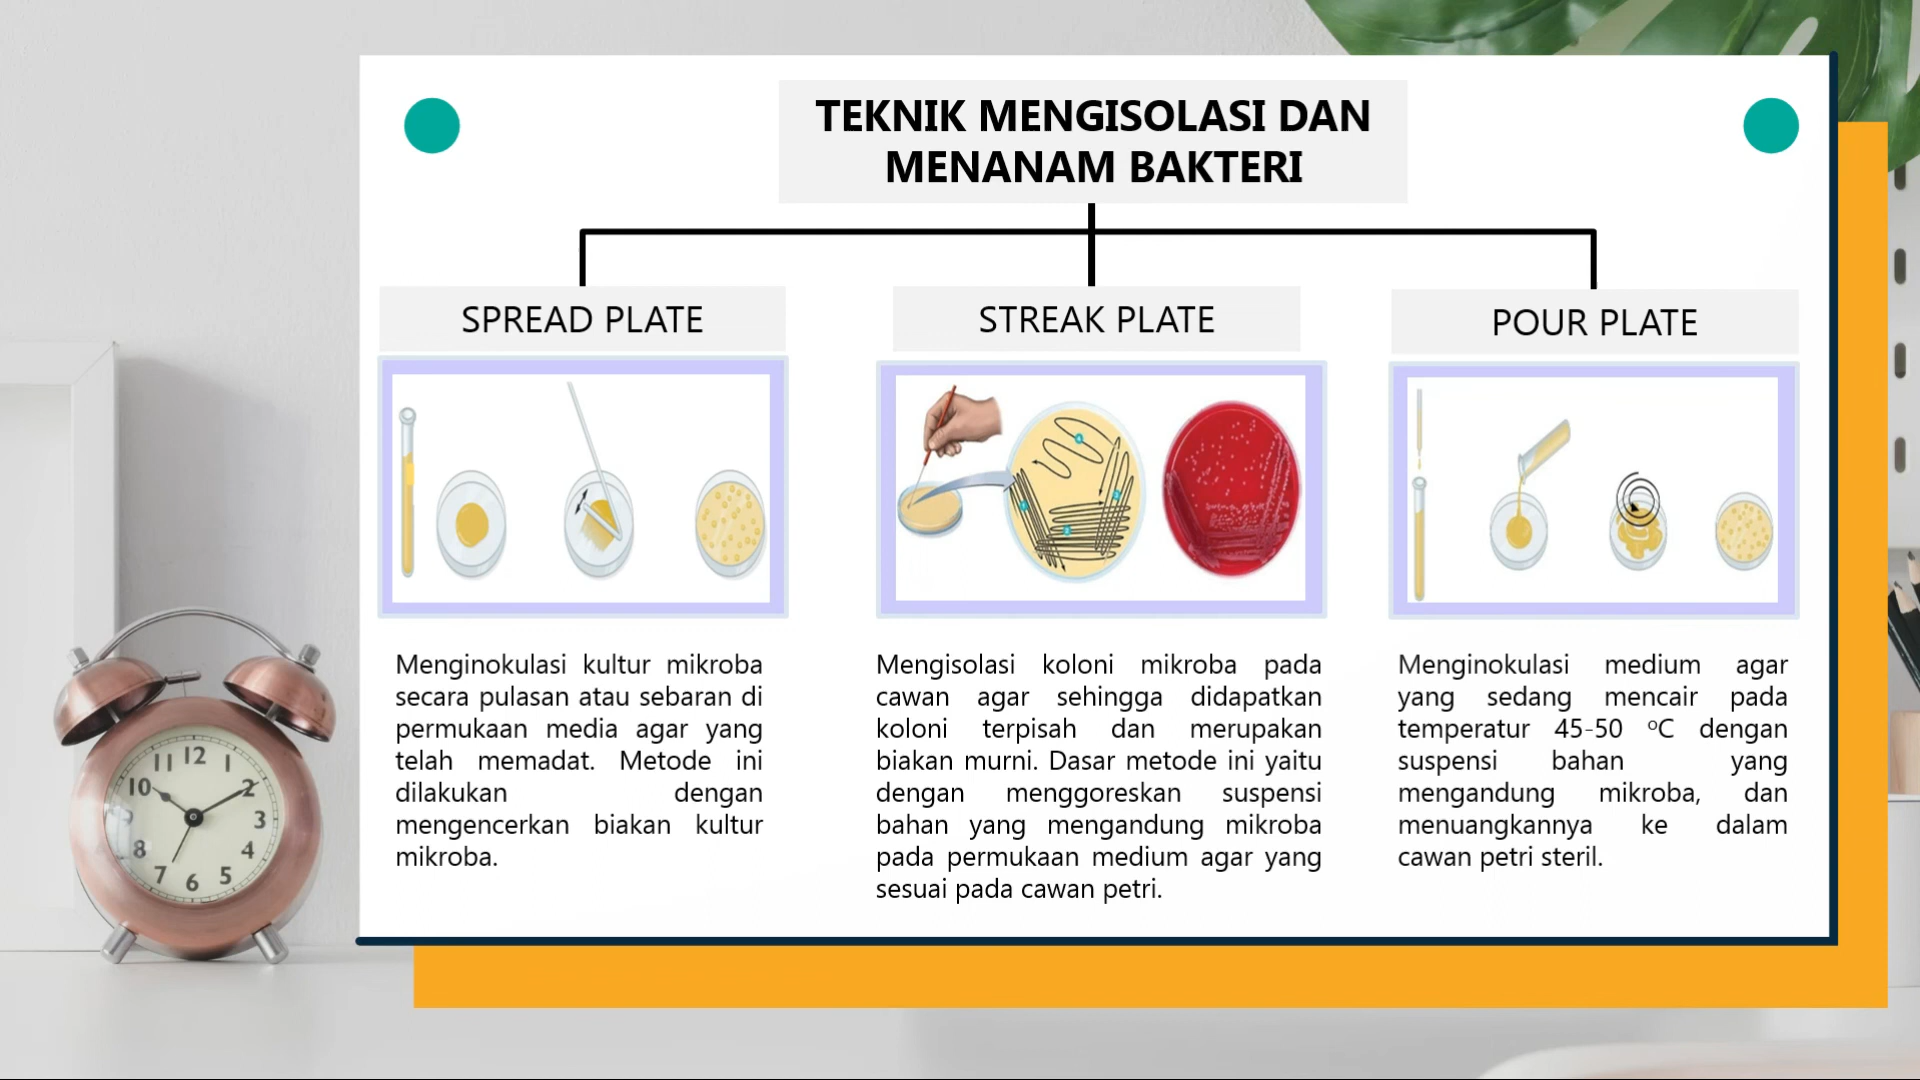 TEKNIK MENGISOLASI DAN
MENANAM BAKTERI
SPREAD PLATE
Menginokulasi kultur mikroba
secara pulasan atau sebaran di
permukaan media agar yang
telah memadat. Metode ini
dilakukan dengan
mengencerkan biakan kultur
mikroba.
STREAK PLATE
Mengisolasi koloni mikroba pada
cawan agar sehingga didapatkan
koloni terpisah dan merupakan
biakan murni. Dasar metode ini yaitu
dengan menggoreskan suspensi
bahan yang mengandung mikroba
pada permukaan medium agar yang
sesuai pada cawan petri.
POUR PLATE
Menginokulasi medium agar
yang sedang mencair pada
temperatur 45-50 ᵒC dengan
suspensi bahan yang
mengandung mikroba, dan
menuangkannya ke dalam
cawan petri steril.
12
11 1
10 2
3
8 4
7 5
6